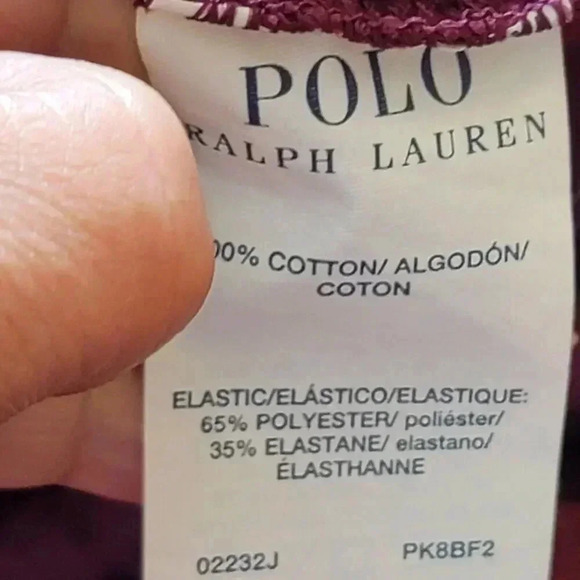 POLO
RALPH LAUREN
00% COTTON/ ALGODÓN/
COTON
ELASTIC/ELÁSTICO/ELASTIQUE:
65% POLYESTER/ poliéster/
35% ELASTANE/ elastano/
ÉLASTHANNE
02232J PK8BF2